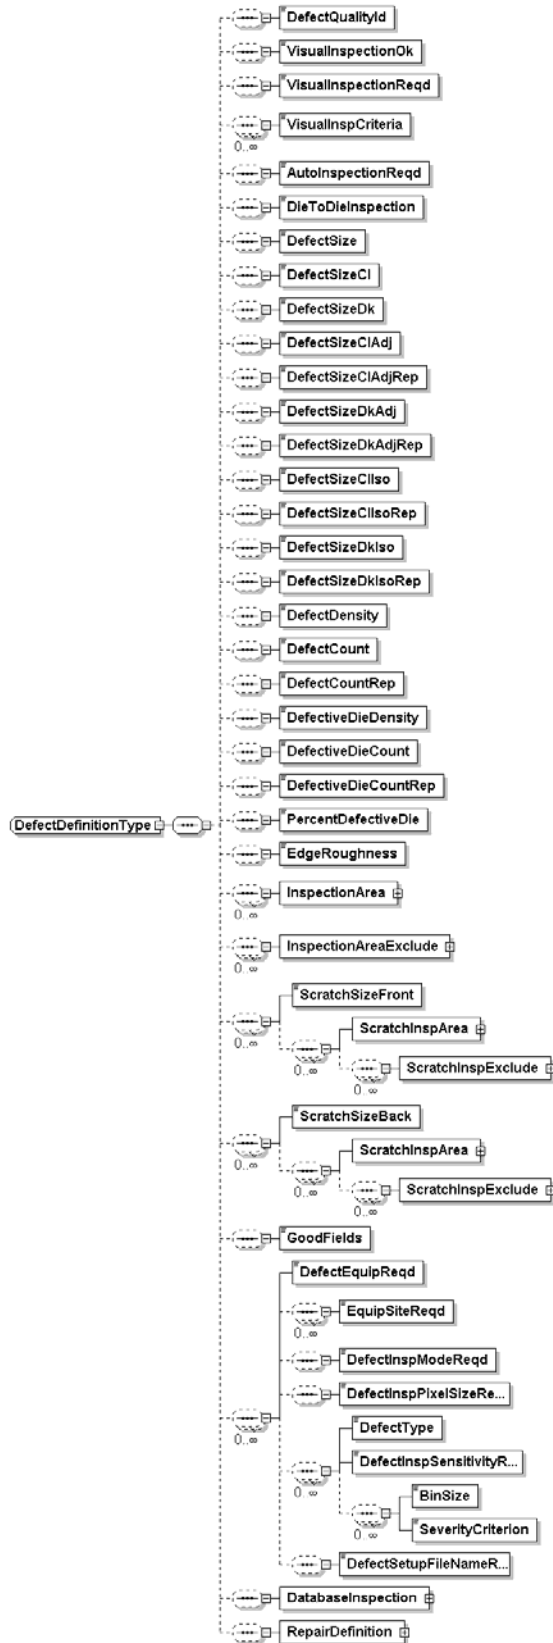 DefectQualityId
VisualInspectionOk
VisualInspectionReqd
VisualInspCriteria
0..∞
AutoInspectionReqd
DieToDieInspection
DefectSize
DefectSizeCl
DefectSizeDk
DefectSizeClAdj
DefectSizeClAdjRep
DefectSizeDkAdj
DefectSizeDkAdjRep
DefectSizeClIso
DefectSizeClIsoRep
DefectSizeDkIso
DefectSizeDkIsoRep
DefectDensity
DefectCount
DefectCountRep
DefectiveDieDensity
DefectiveDieCount
DefectiveDieCountRep
DefectDefinitionType
PercentDefectiveDie
EdgeRoughness
InspectionArea
0..∞
InspectionAreaExclude
0..∞
ScratchSizeFront
0..∞
ScratchInspArea
0..∞
ScratchInspExclude
0..∞
ScratchSizeBack
0..∞
ScratchInspArea
0..∞
ScratchInspExclude
0..∞
GoodFields
DefectEquipReqd
EquipSiteReqd
0..∞
DefectInspModeReqd
DefectInspPixelSizeRe...
0..∞
DefectType
DefectInspSensitivityR...
0..∞
BinSize
SeverityCriterion
0..∞
DefectSetupFileNameR...
DatabaseInspection
RepairDefinition